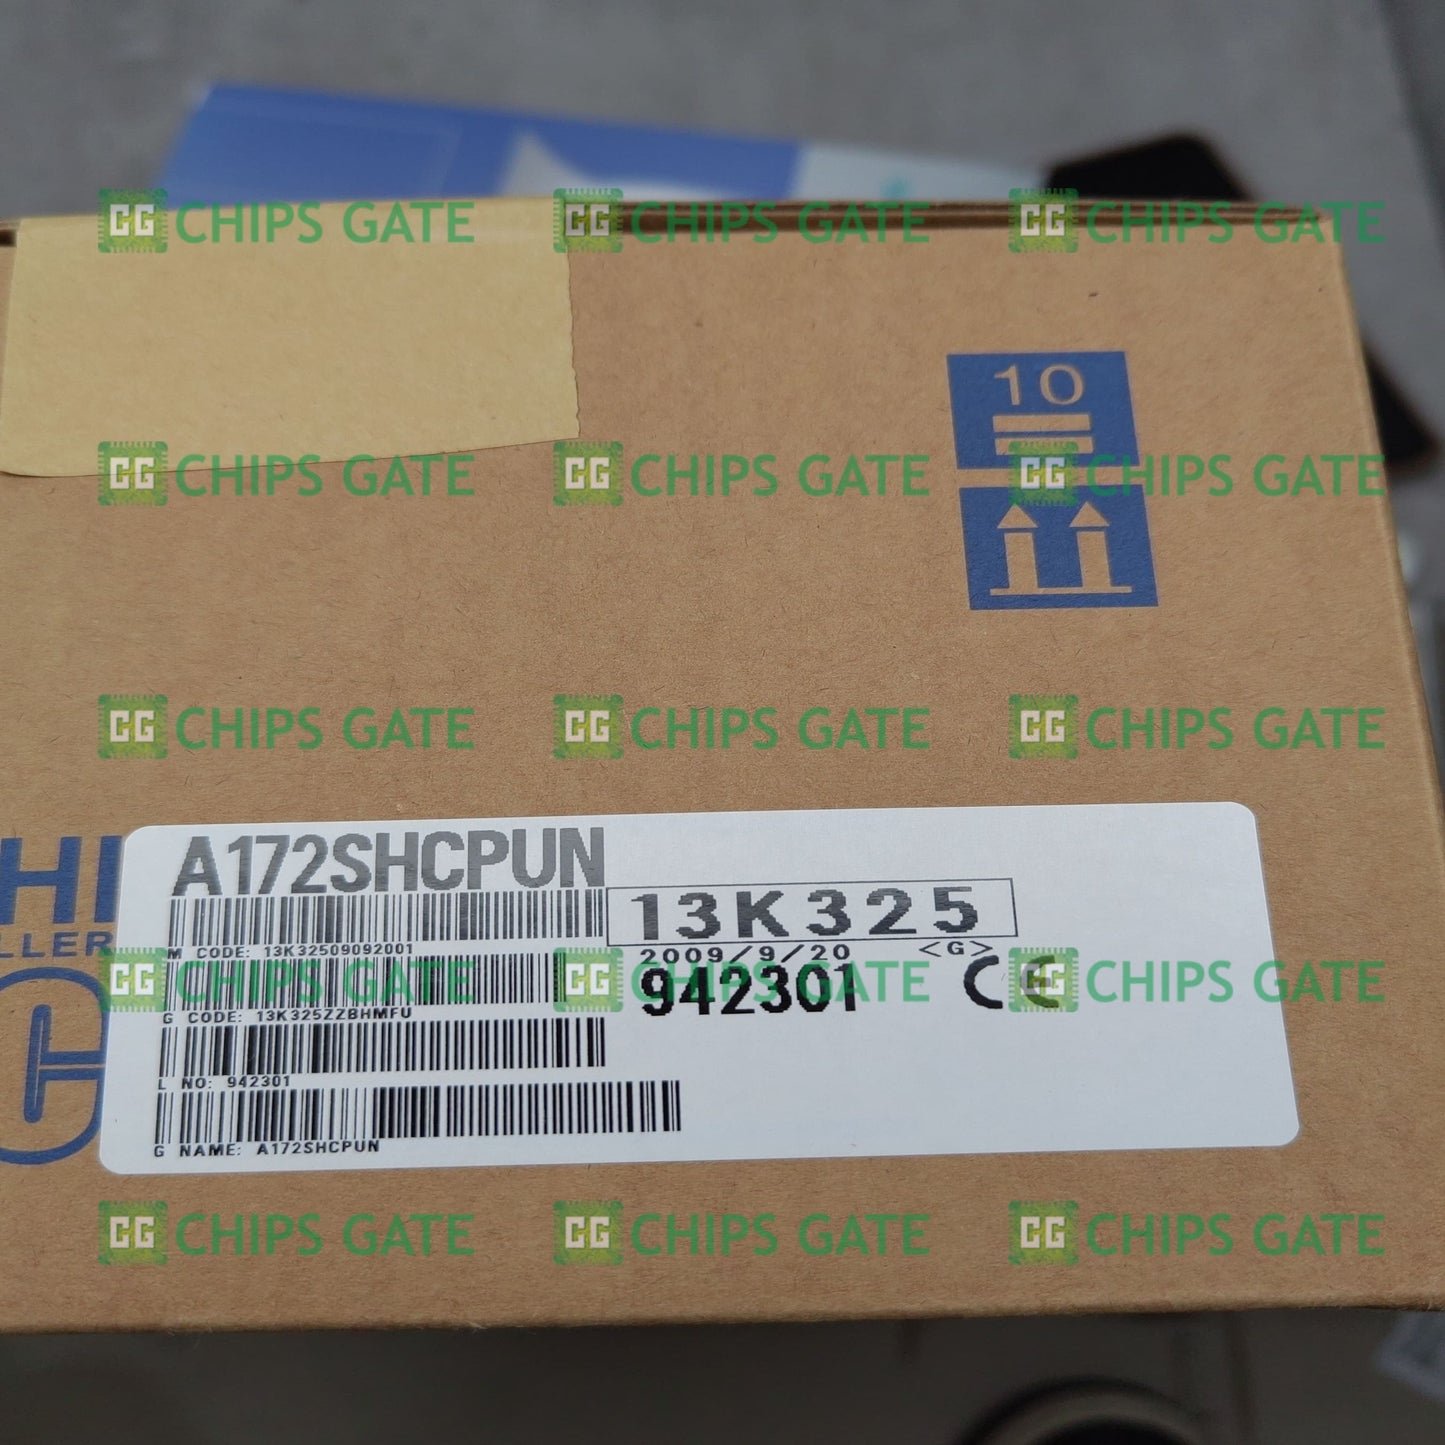 CG CHIPS GATE CG CHIPS GATE CG CHIPS GATE
10
CG CHIPS GATE CG CHIPS GATE CG CHIPS GATE
CG CHIPS GATE CG CHIPS GATE CG CHIPS GATE
HI
LLER
C
A172SHCPUN
13K325
M CODE: 13K32509092001
2009/9/20 <G>
942301 CE
CG CHIPS GATE CG CHIPS GATE CG CHIPS GATE
G CODE: 13K325ZZBHMFU
L NO: 942301
G NAME: A172SHCPUN
CG CHIPS GATE CG CHIPS GATE CG CHIPS GATE